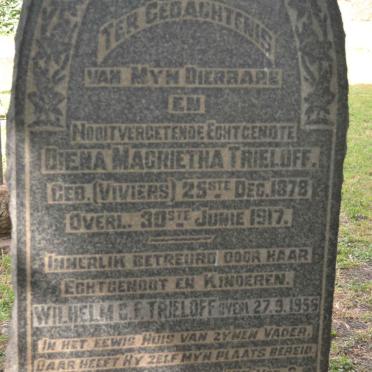 TER GEDACHTENIS
VAN MYN DIERBARE
EN
NOOITVERGETENDE ECHTGENOTE
DIENA MAGRIETHA TRIELOFF.
GEB. (VIVIERS) 25STE DEC. 1878
OVERL. 30STE JUNIE 1917.
INNERLIK BETREURD DOOR HAAR
ECHTGENOOT EN KINDEREN.
WILHELM C.F. TRIELOFF OVERL 27.9.1956
IN HET EEWIG HUIS VAN ZYNEN VADER,
DAAR HEEFT HY ZELF MYN PLAATS BEREID